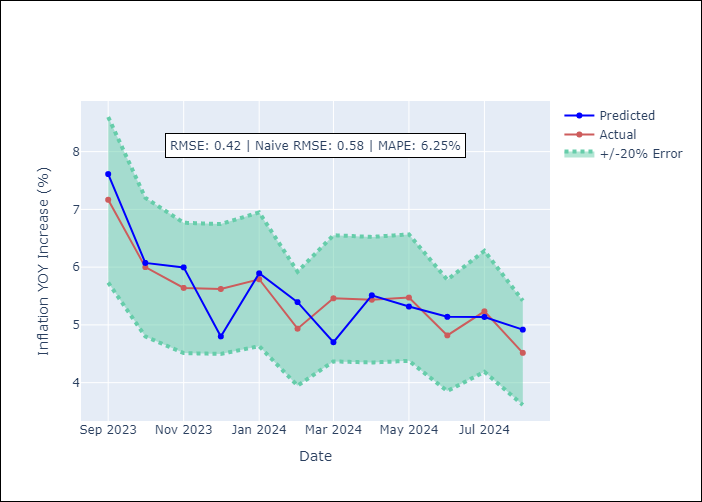 RMSE: 0.42 | Naive RMSE: 0.58 | MAPE: 6.25%
Predicted
Actual
+/-20% Error
Inflation YOY Increase (%)
8
7
6
5
4
Sep 2023 Nov 2023 Jan 2024 Mar 2024 May 2024 Jul 2024
Date